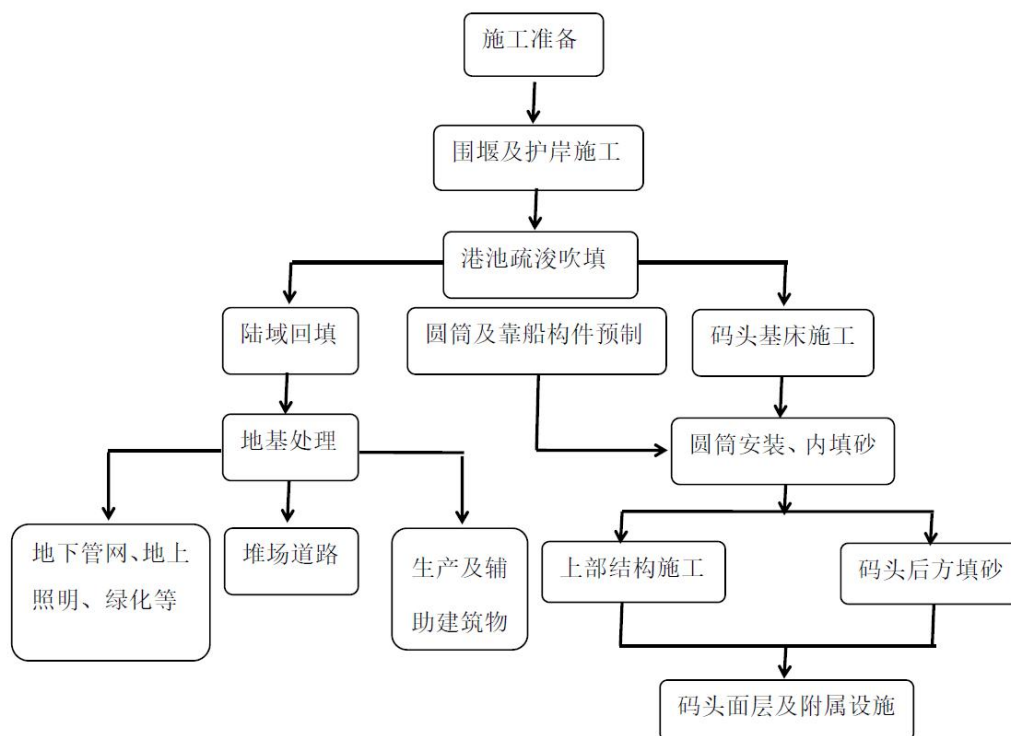 施工准备
围堰及护岸施工
港池疏浚吹填
陆域回填
圆筒及靠船构件预制
码头基床施工
地基处理
圆筒安装、内填砂
地下管网、地上
照明、绿化等
堆场道路
生产及辅
助建筑物
上部结构施工
码头后方填砂
码头面层及附属设施